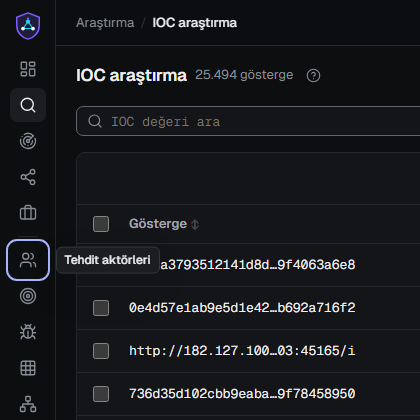 Araştırma / IOC araştırma
IOC araştırma 25.494 gösterge
IOC değeri ara
Gösterge
Tehdit aktörleri
a3793512141d8d…9f4063a6e8
0e4d57e1ab9e5d1e42…b692a716f2
http://182.127.100…03:45165/i
736d35d102cbb9eaba…9f78458950